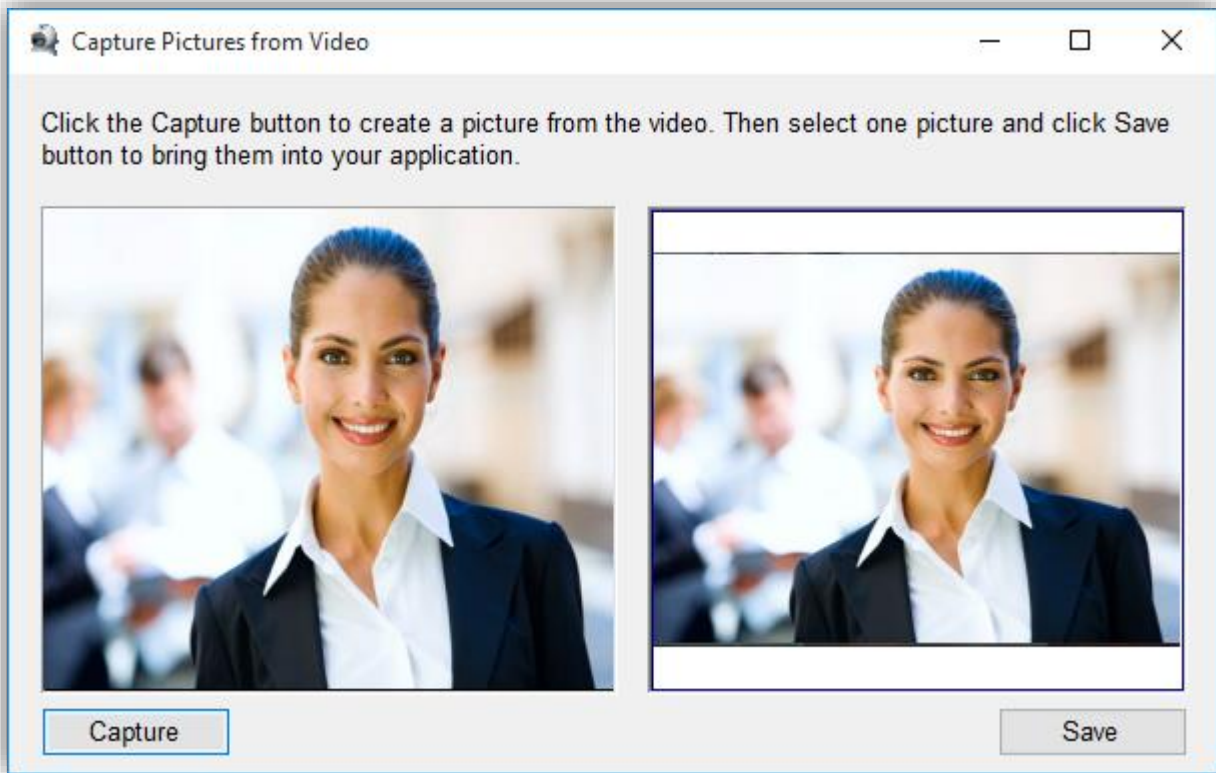 Capture Pictures from Video
Click the Capture button to create a picture from the video. Then select one picture and click Save
button to bring them into your application.
Capture
Save